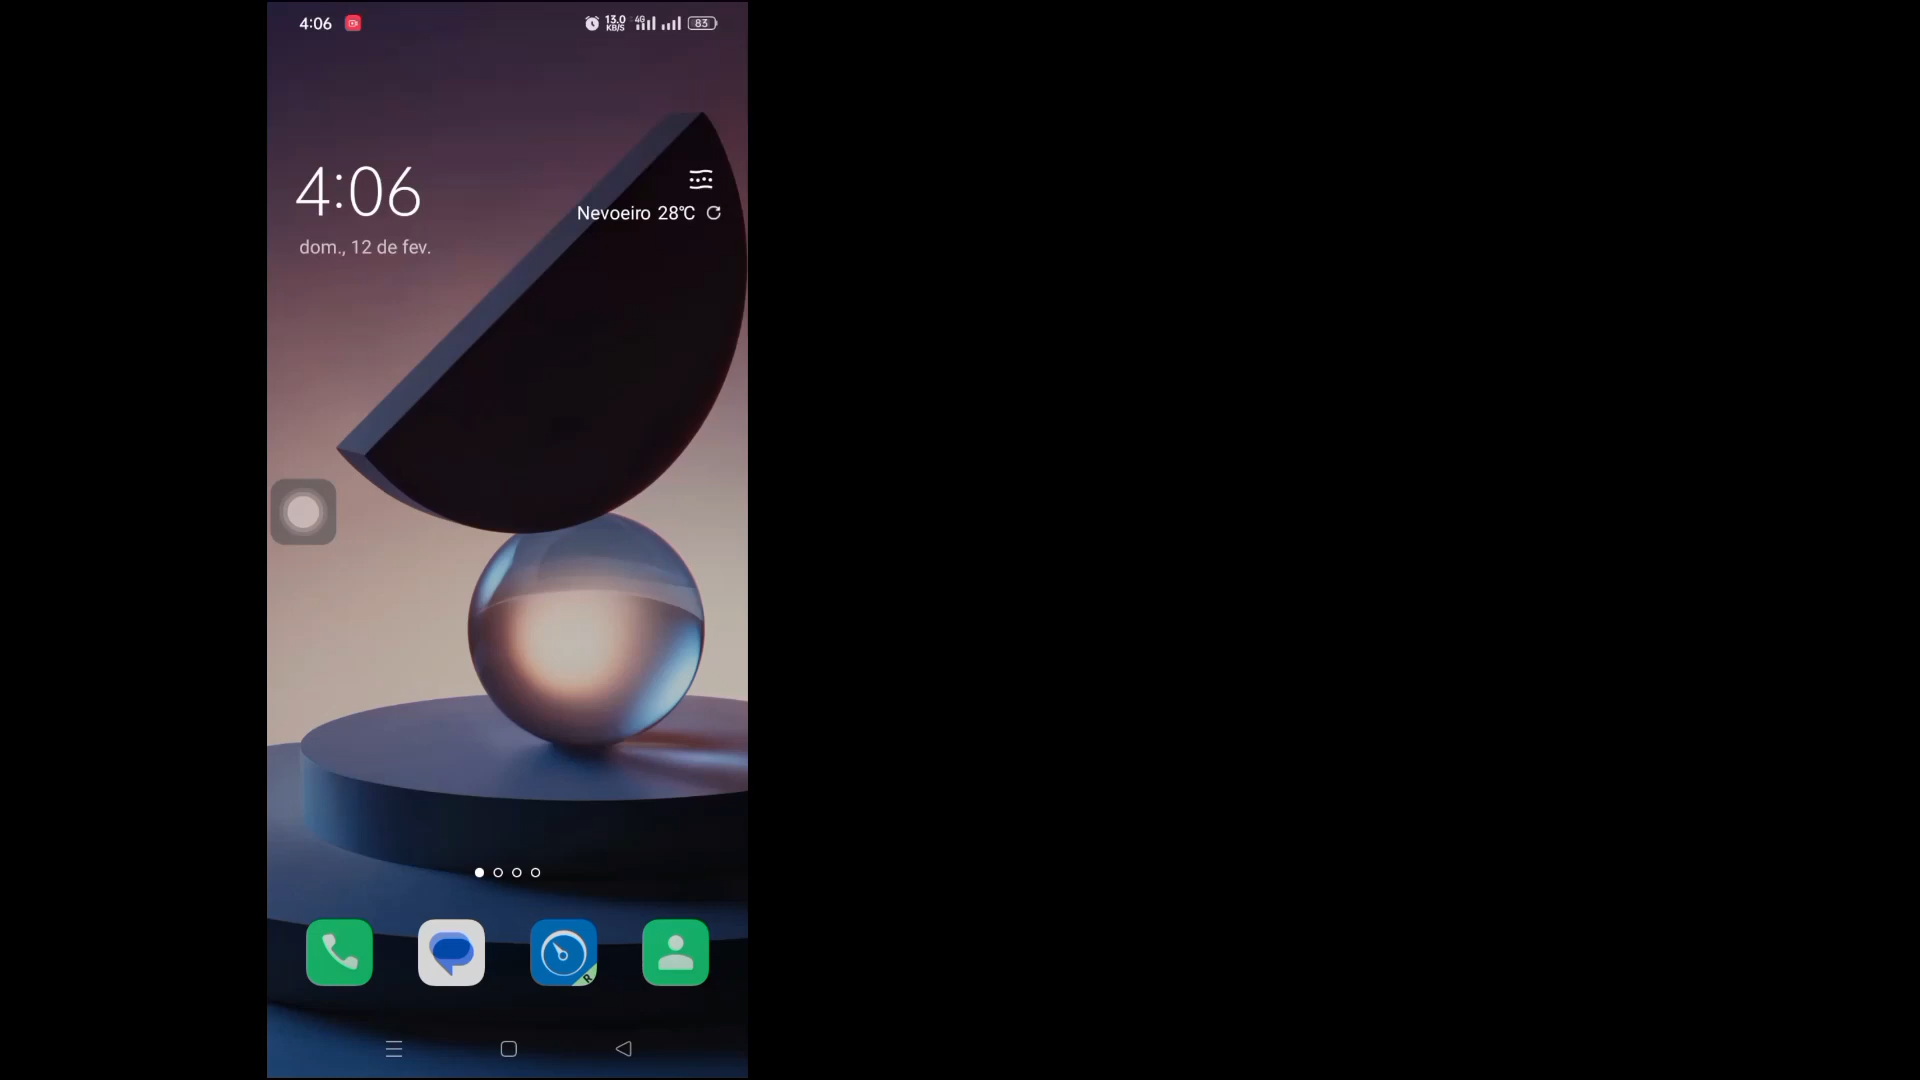 4:06
13.0
KB/S
4G
83
4:06
Nevoeiro 28°C
dom., 12 de fev.
R